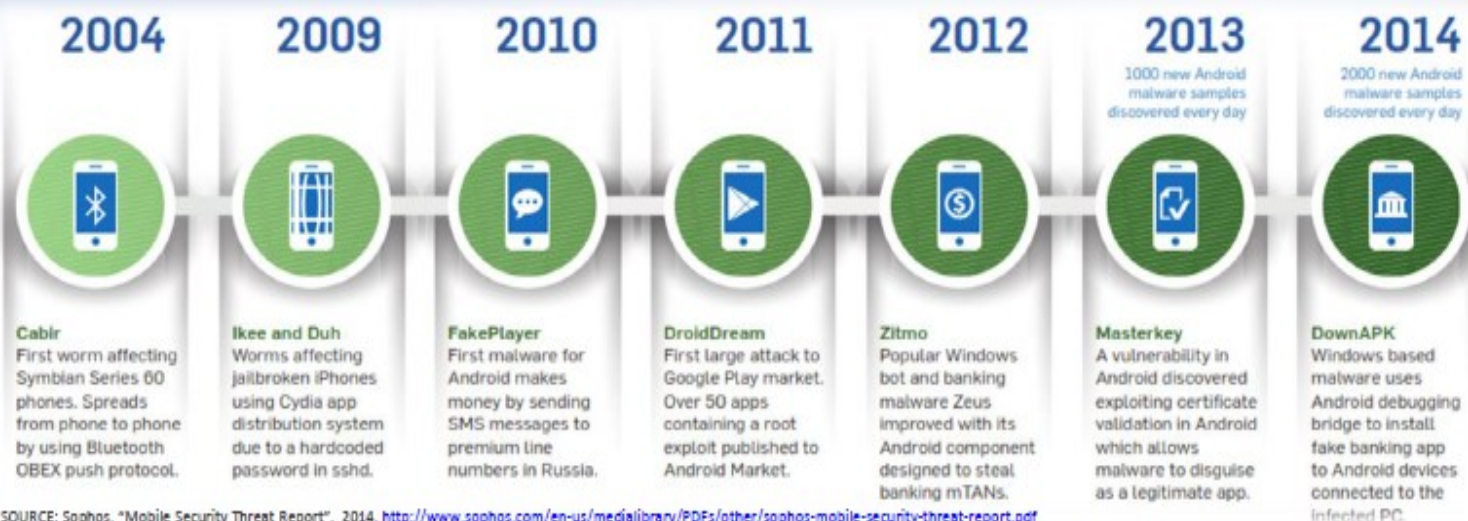 2004
2009
2010
2011
2012
2013
1000 new Android
malware samples
discovered every day
2014
2000 new Android
malware samples
discovered every day
Cabir
First worm affecting
Symbian Series 60
phones. Spreads
from phone to phone
by using Bluetooth
OBEX push protocol.
Ikee and Duh
Worms affecting
jailbroken iPhones
using Cydia app
distribution system
due to a hardcoded
password in sshd.
FakePlayer
First malware for
Android makes
money by sending
SMS messages to
premium line
numbers in Russia.
DroidDream
First large attack to
Google Play market.
Over 50 apps
containing a root
exploit published to
Android Market.
Zitmo
Popular Windows
bot and banking
malware Zeus
improved with its
Android component
designed to steal
banking mTANs.
Masterkey
A vulnerability in
Android discovered
exploiting certificate
validation in Android
which allows
malware to disguise
as a legitimate app.
DownAPK
Windows based
malware uses
Android debugging
bridge to install
fake banking app
to Android devices
connected to the
infected PC.
SOURCE: Sophos, "Mobile Security Threat Report", 2014, http://www.sophos.com/en-us/medialibrary/PDFs/other/sophos-mobile-security-threat-report.pdf